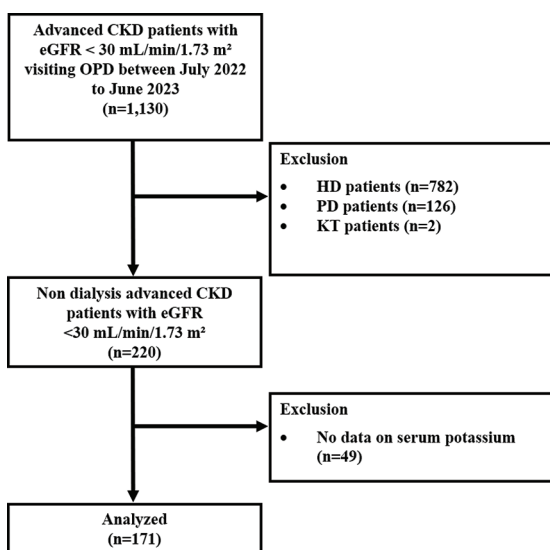 Advanced CKD patients with
eGFR < 30 mL/min/1.73 m²
visiting OPD between July 2022
to June 2023
(n=1,130)
Exclusion
• HD patients (n=782)
• PD patients (n=126)
• KT patients (n=2)
Non dialysis advanced CKD
patients with eGFR
<30 mL/min/1.73 m²
(n=220)
Exclusion
• No data on serum potassium
(n=49)
Analyzed
(n=171)